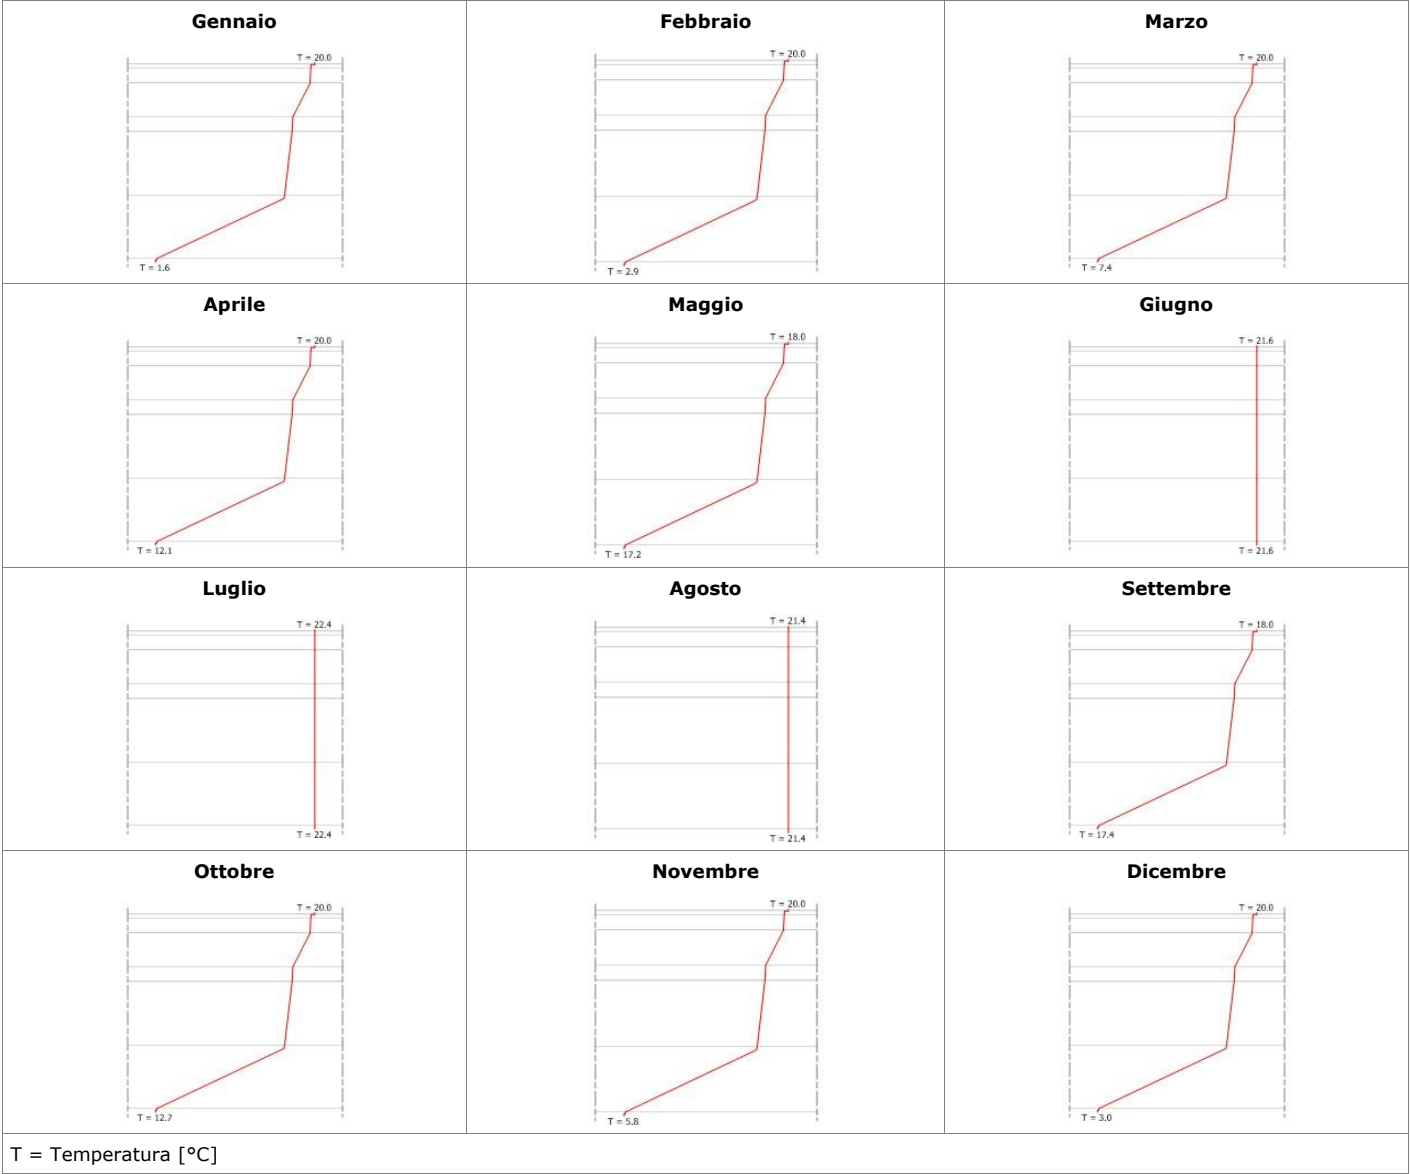 Gennaio
Febbraio
Marzo
T = 20.0
T = 20.0
T = 20.0
T = 1.6
T = 2.9
T = 7.4
Aprile
Maggio
Giugno
T = 20.0
T = 18.0
T = 21.6
T = 12.1
T = 17.2
T = 21.6
Luglio
Agosto
Settembre
T = 22.4
T = 21.4
T = 18.0
T = 22.4
T = 21.4
T = 17.4
Ottobre
Novembre
Dicembre
T = 20.0
T = 20.0
T = 20.0
T = 12.7
T = 5.8
T = 3.0
T = Temperatura [°C]